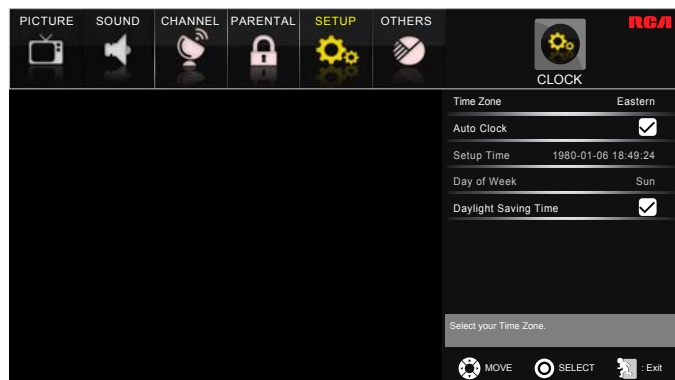 PICTURE SOUND CHANNEL PARENTAL SETUP OTHERS
RCA
CLOCK
Time Zone Eastern
Auto Clock
Setup Time 1980-01-06 18:49:24
Day of Week Sun
Daylight Saving Time
Select your Time Zone.
MOVE SELECT : Exit